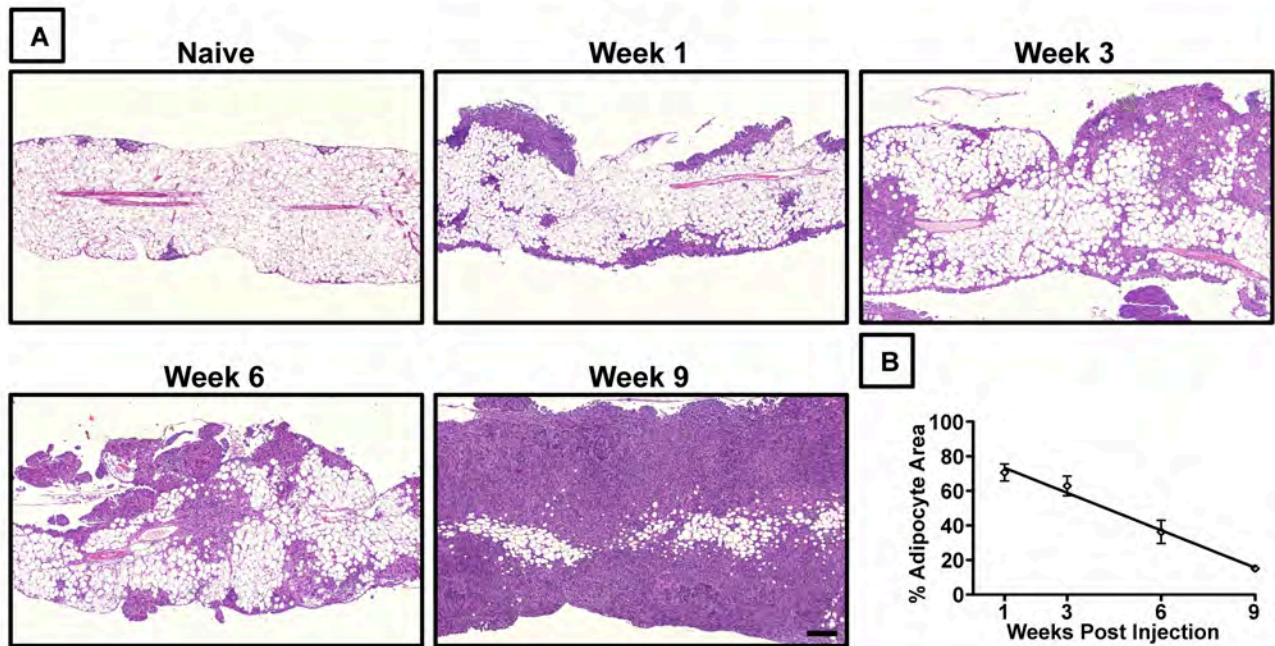 A
Naive
Week 1
Week 3
Week 6
Week 9
B
% Adipocyte Area
100
80
60
40
20
0
1 3 6 9
Weeks Post Injection